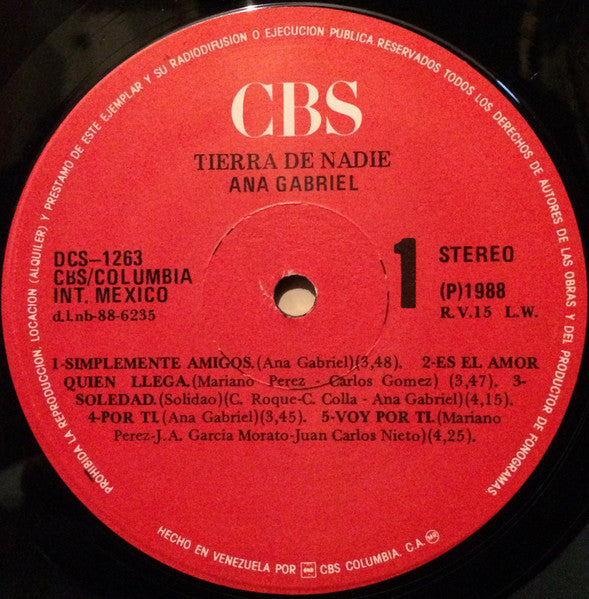 PROHIBIDA LA REPRODUCCION, LOCACION (ALQUILER) Y PRESTAMO DE ESTE EJEMPLAR Y SU RADIODIFUSION O EJECUCION PUBLICA RESERVADOS TODOS LOS DERECHOS DE AUTORES DE LAS OBRAS Y DEL PRODUCTOR DE FONOGRAMAS
CBS
TIERRA DE NADIE
ANA GABRIEL
DCS-1263
CBS/COLUMBIA
INT. MEXICO
d.l.nb-88-6235
1
STEREO
(P)1988
R.V.15 L.W.
1-SIMPLEMENTE AMIGOS.(Ana Gabriel)(3,48). 2-ES EL AMOR
QUIEN LLEGA.(Mariano Perez - Carlos Gomez) (3,47). 3-
SOLEDAD.(Solidao)(C. Roque-C. Colla - Ana Gabriel)(4,15).
4-POR TI.(Ana Gabriel)(3,45). 5-VOY POR TI.(Mariano
Perez-J.A. Garcia Morato-Juan Carlos Nieto)(4,25).
HECHO EN VENEZUELA POR CBS COLUMBIA. C.A.